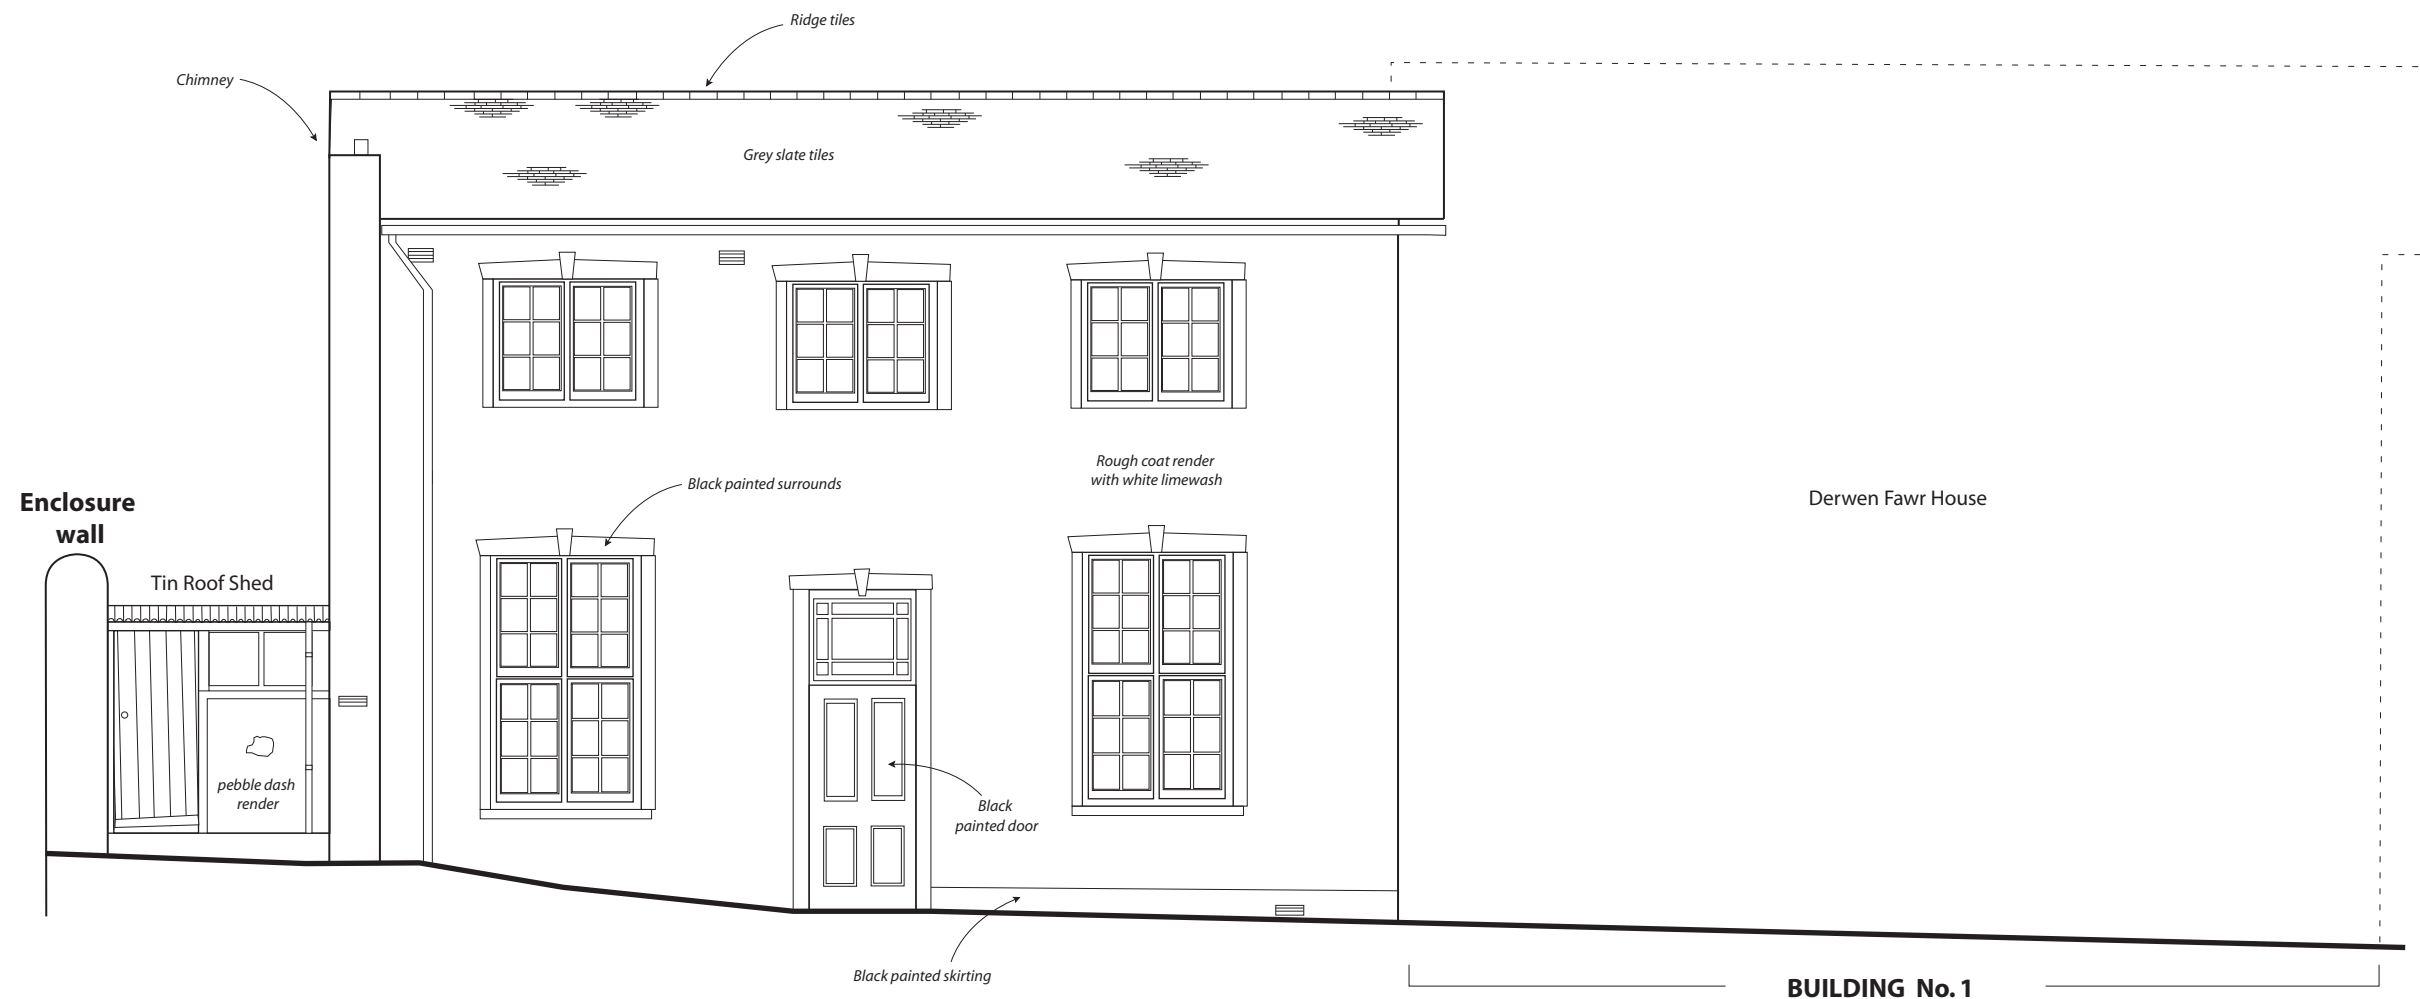 Ridge tiles
Chimney
Grey slate tiles
Rough coat render
with white limewash
Black painted surrounds
Enclosure
wall
Derwen Fawr House
Tin Roof Shed
pebble dash
render
Black
painted door
Black painted skirting
BUILDING No. 1